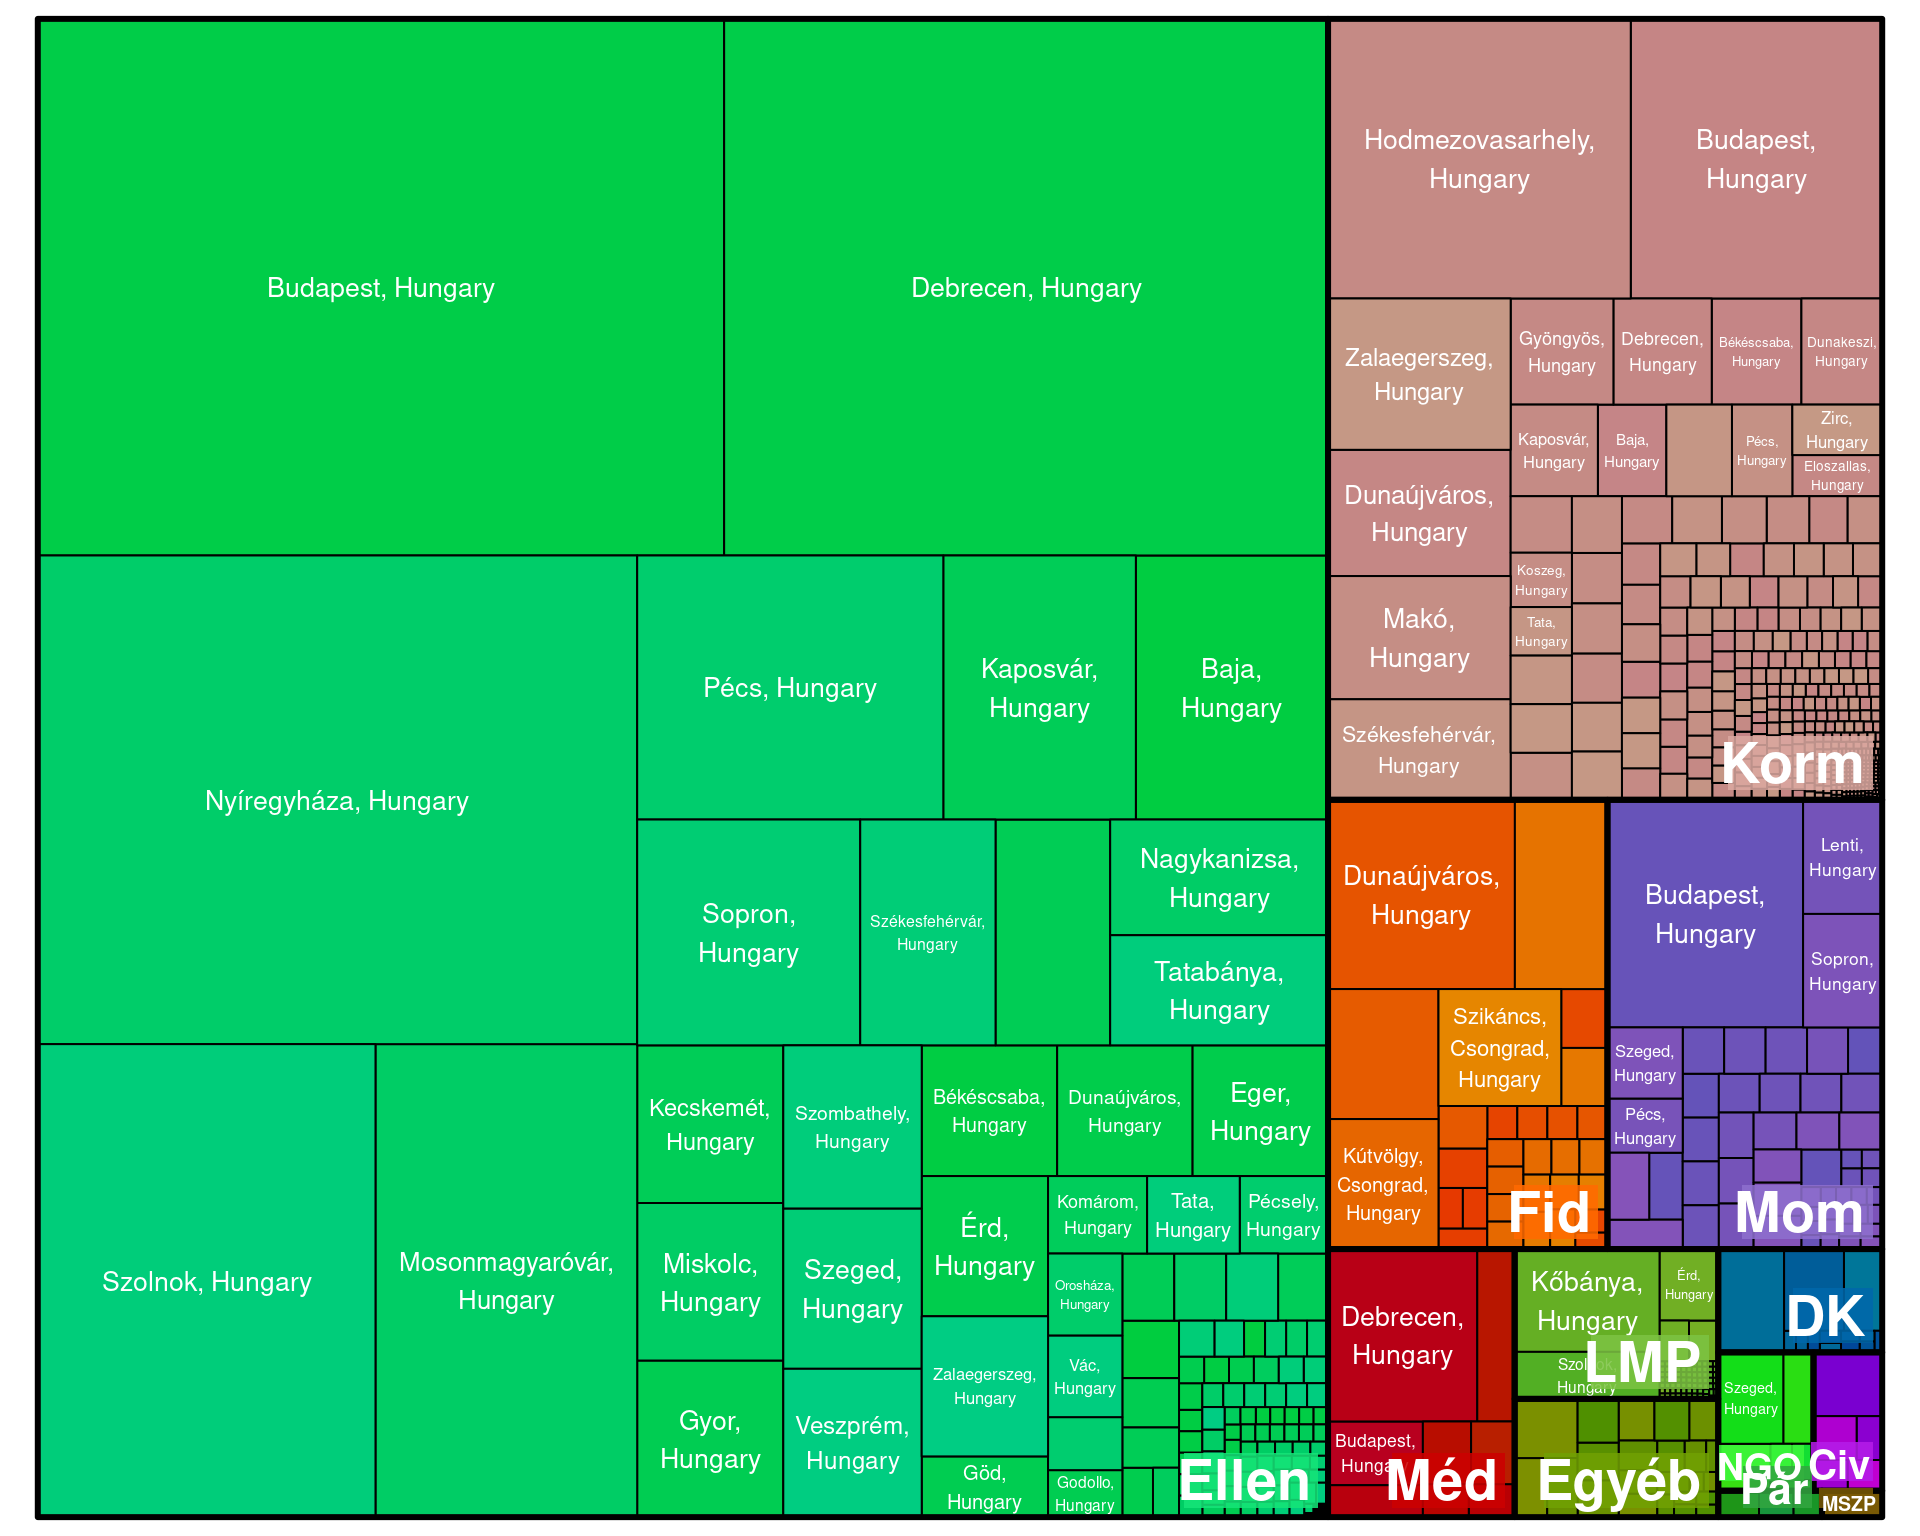 Budapest, Hungary
Debrecen, Hungary
Nyíregyháza, Hungary
Pécs, Hungary
Kaposvár,
Hungary
Baja,
Hungary
Sopron,
Hungary
Székesfehérvár,
Hungary
Nagykanizsa,
Hungary
Tatabánya,
Hungary
Szolnok, Hungary
Mosonmagyaróvár,
Hungary
Kecskemét,
Hungary
Szombathely,
Hungary
Békéscsaba,
Hungary
Dunaújváros,
Hungary
Eger,
Hungary
Miskolc,
Hungary
Szeged,
Hungary
Érd,
Hungary
Komárom,
Hungary
Tata,
Hungary
Pécsely,
Hungary
Orosháza,
Hungary
Gyor,
Hungary
Veszprém,
Hungary
Zalaegerszeg,
Hungary
Vác,
Hungary
Göd,
Hungary
Godollo,
Hungary
Ellen
Hodmezovasarhely,
Hungary
Budapest,
Hungary
Zalaegerszeg,
Hungary
Gyöngyös,
Hungary
Debrecen,
Hungary
Békéscsaba,
Hungary
Dunakeszi,
Hungary
Kaposvár,
Hungary
Baja,
Hungary
Pécs,
Hungary
Zirc,
Hungary
Eloszallas,
Hungary
Dunaújváros,
Hungary
Koszeg,
Hungary
Tata,
Hungary
Makó,
Hungary
Székesfehérvár,
Hungary
Korm
Dunaújváros,
Hungary
Szikáncs,
Csongrad,
Hungary
Kútvölgy,
Csongrad,
Hungary
Fid
Budapest,
Hungary
Lenti,
Hungary
Sopron,
Hungary
Szeged,
Hungary
Pécs,
Hungary
Mom
Debrecen,
Hungary
Budapest,
Hungary
Méd
Kőbánya,
Hungary
Érd,
Hungary
Szolnok,
Hungary
LMP
Egyéb
DK
Szeged,
Hungary
NGO
Civ
Pár
MSZP